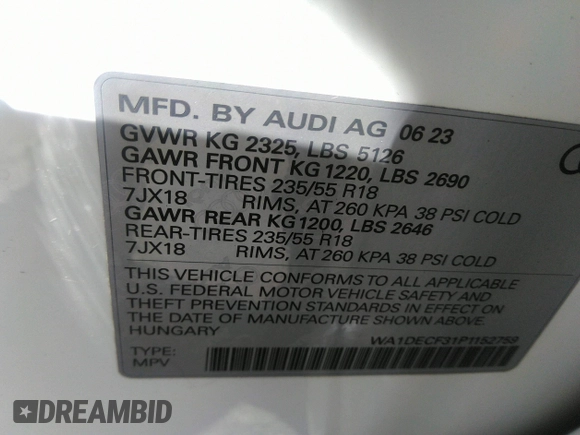 MFD. BY AUDI AG 06 23
GVWR KG 2325, LBS 5126
GAWR FRONT KG 1220, LBS 2690
FRONT-TIRES 235/55 R18
7JX18 RIMS, AT 260 KPA 38 PSI COLD
GAWR REAR KG 1200, LBS 2646
REAR-TIRES 235/55 R18
7JX18 RIMS, AT 260 KPA 38 PSI COLD
THIS VEHICLE CONFORMS TO ALL APPLICABLE
U.S. FEDERAL MOTOR VEHICLE SAFETY AND
THEFT PREVENTION STANDARDS IN EFFECT ON
THE DATE OF MANUFACTURE SHOWN ABOVE.
HUNGARY WA1DECF31P1152759
TYPE:
MPV
DREAMBID